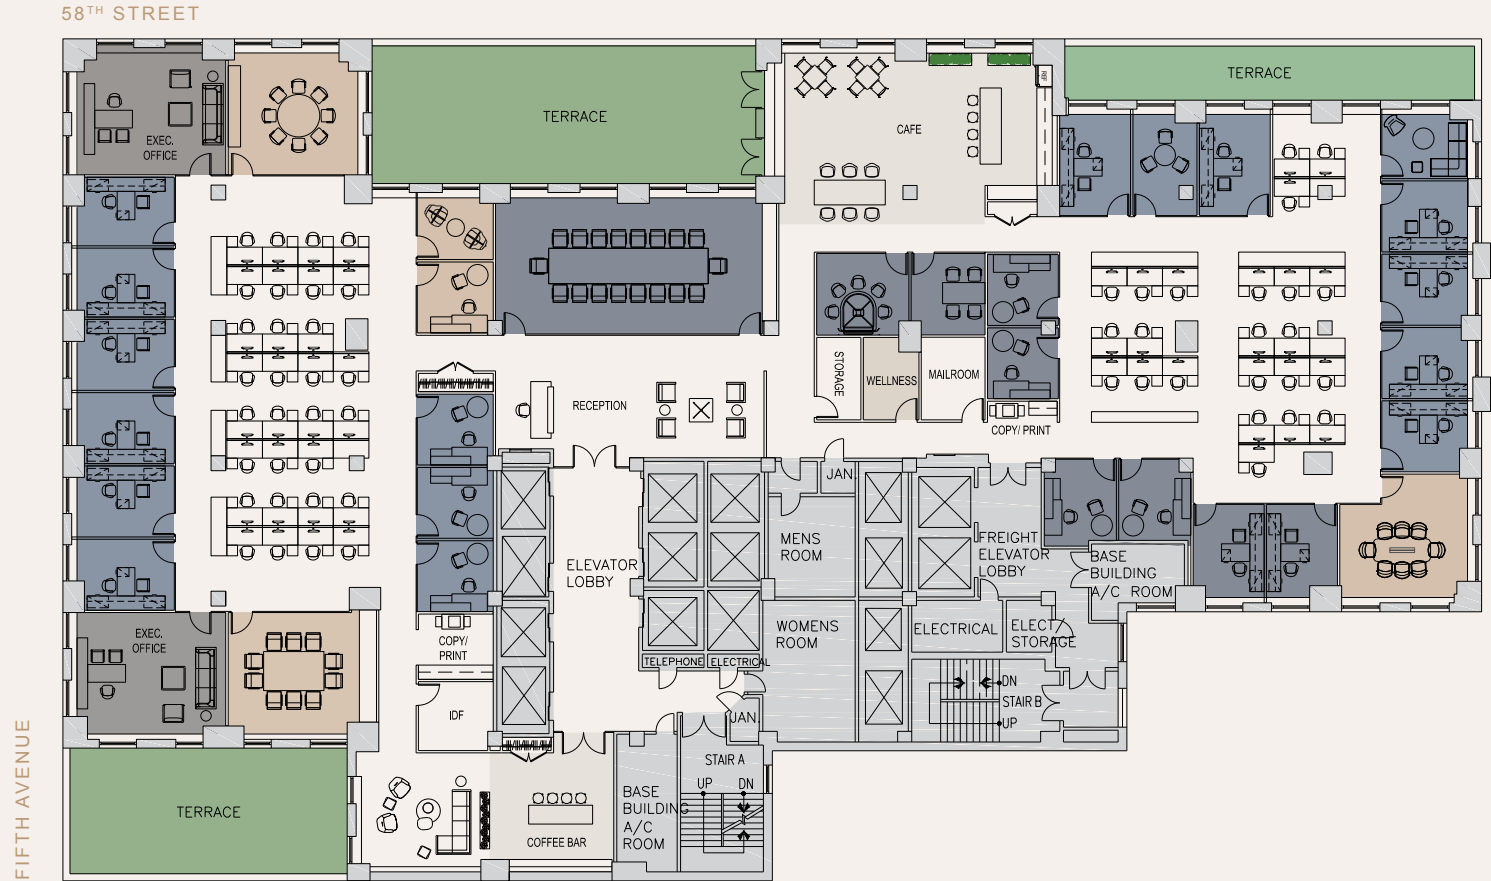 58TH STREET
TERRACE
REF
EXEC.
OFFICE
TERRACE
CAFE
STORAGE
WELLNESS
MAILROOM
RECEPTION
COPY/ PRINT
JAN.
MENS
ROOM
FREIGHT
ELEVATOR
LOBBY
BASE
BUILDING
A/C ROOM
ELEVATOR
LOBBY
WOMENS
ROOM
ELECTRICAL
ELECT/
STORAGE
EXEC.
OFFICE
COPY/
PRINT
TELEPHONE
ELECTRICAL
DN
STAIR B
UP
IDF
JAN.
FIFTH AVENUE
TERRACE
STAIR A
UP
DN
BASE
BUILDING
A/C
ROOM
COFFEE BAR